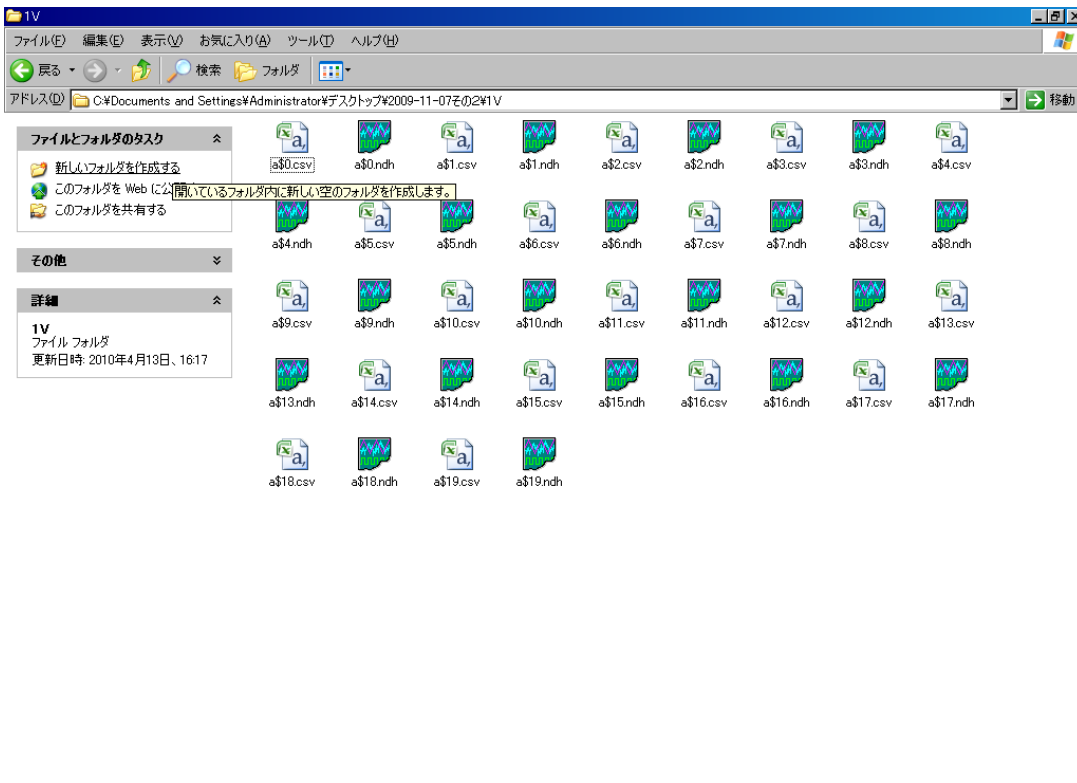 1V
ファイル(F) 編集(E) 表示(V) お気に入り(A) ツール(T) ヘルプ(H)
戻る 検索 フォルダ
アドレス(D) C:¥Documents and Settings¥Administrator¥デスクトップ¥2009-11-07その2¥1V 移動
ファイルとフォルダのタスク
新しいフォルダを作成する
このフォルダを Web に公
開いているフォルダ内に新しい空のフォルダを作成します。
このフォルダを共有する
その他
詳細
1V
ファイル フォルダ
更新日時: 2010年4月13日、16:17
a$0.csv a$0.ndh a$1.csv a$1.ndh a$2.csv a$2.ndh a$3.csv a$3.ndh a$4.csv
a$4.ndh a$5.csv a$5.ndh a$6.csv a$6.ndh a$7.csv a$7.ndh a$8.csv a$8.ndh
a$9.csv a$9.ndh a$10.csv a$10.ndh a$11.csv a$11.ndh a$12.csv a$12.ndh a$13.csv
a$13.ndh a$14.csv a$14.ndh a$15.csv a$15.ndh a$16.csv a$16.ndh a$17.csv a$17.ndh
a$18.csv a$18.ndh a$19.csv a$19.ndh